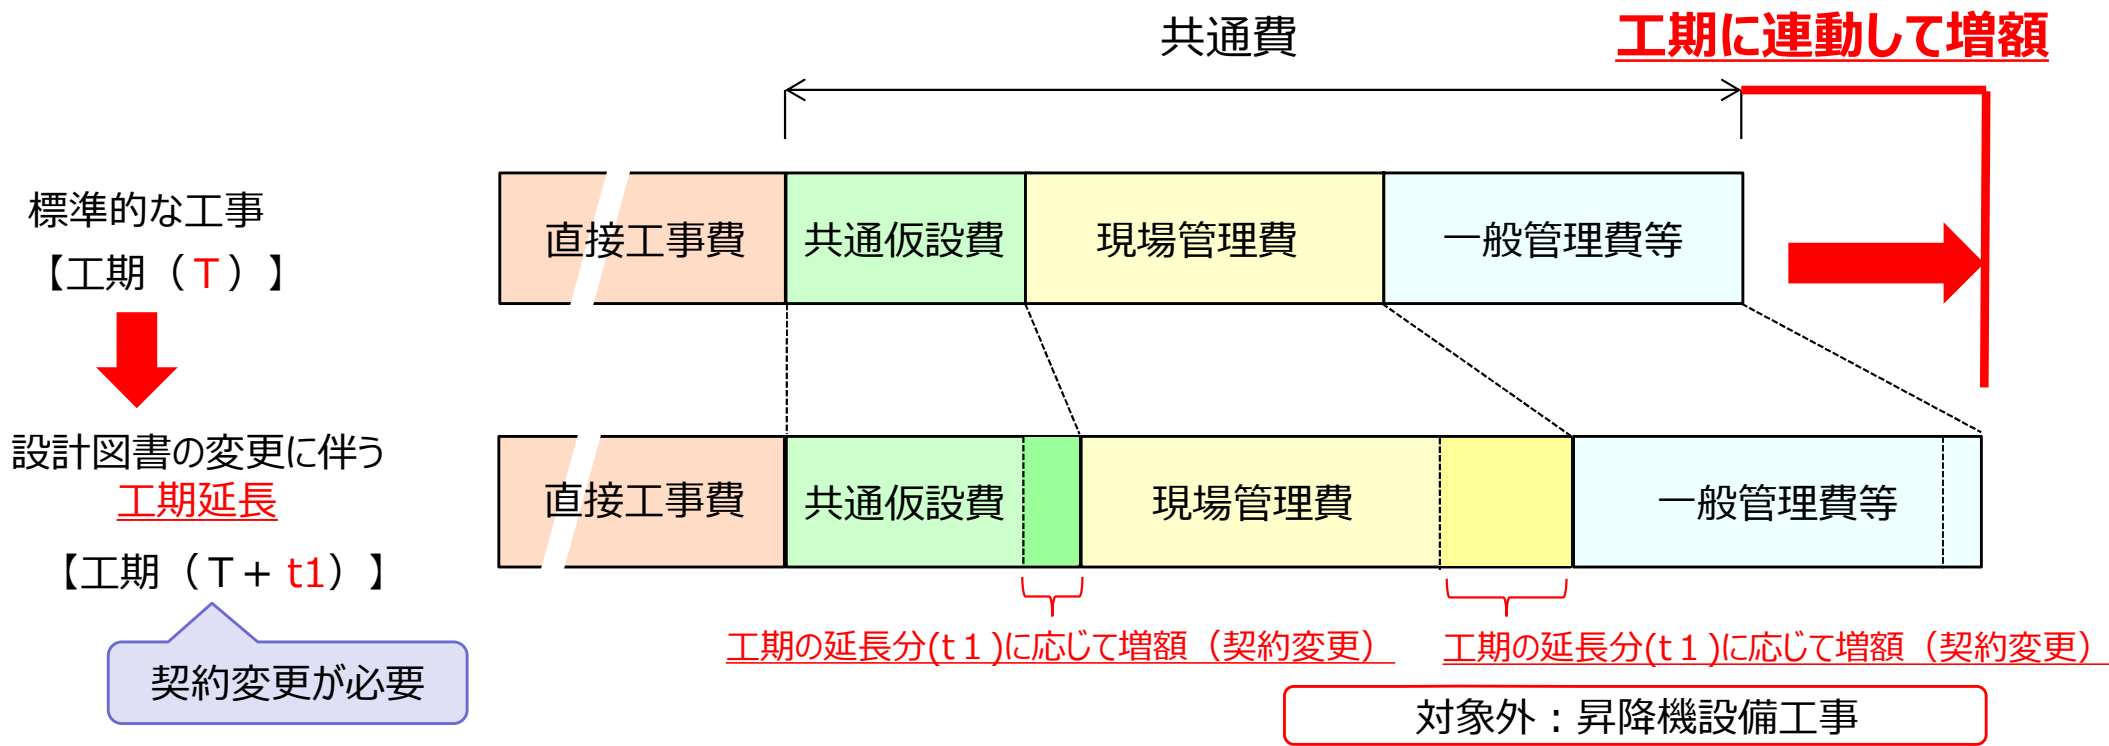 共通費
工期に連動して増額
標準的な工事
【工期（Ｔ）】
直接工事費
共通仮設費
現場管理費
一般管理費等
設計図書の変更に伴う
工期延長
【工期（Ｔ+ t1）】
契約変更が必要
直接工事費
共通仮設費
現場管理費
一般管理費等
工期の延長分(t１)に応じて増額（契約変更）
工期の延長分(t１)に応じて増額（契約変更）
対象外：昇降機設備工事